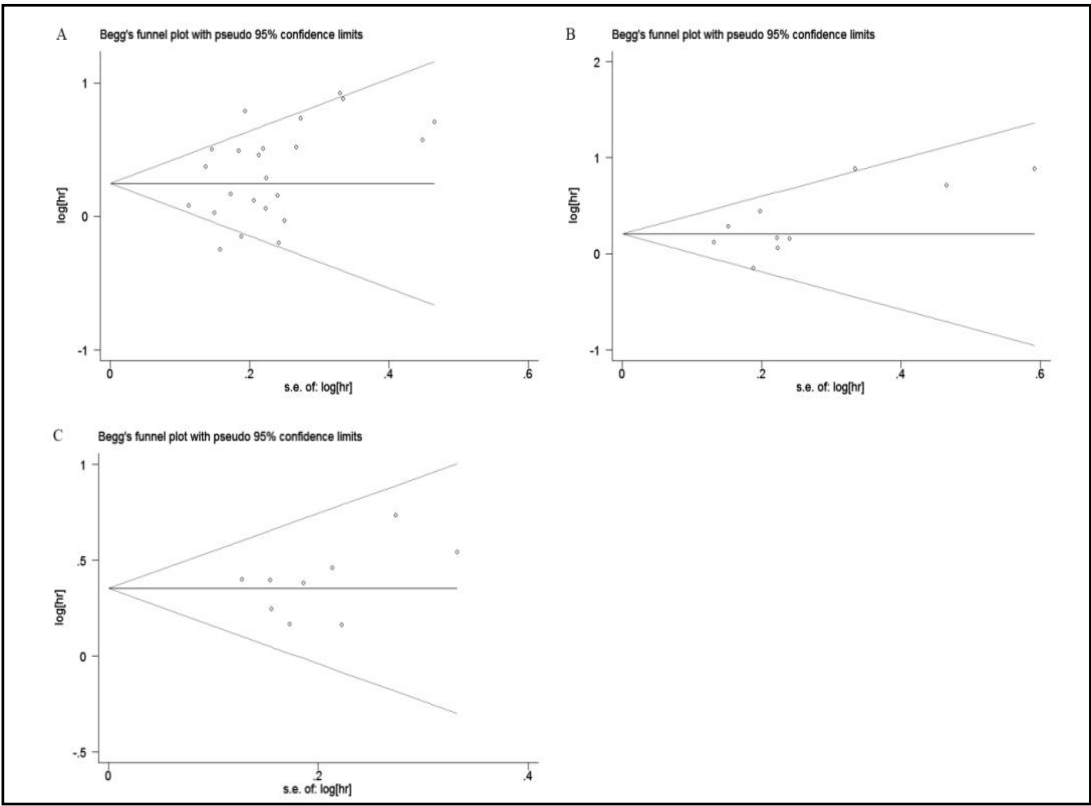 A
Begg's funnel plot with pseudo 95% confidence limits
log[hr]
1
0
-1
0
.2
.4
.6
s.e. of: log[hr]
B
Begg's funnel plot with pseudo 95% confidence limits
log[hr]
2
1
0
-1
0
.2
.4
.6
s.e. of: log[hr]
C
Begg's funnel plot with pseudo 95% confidence limits
log[hr]
1
.5
0
-.5
0
.2
.4
s.e. of: log[hr]